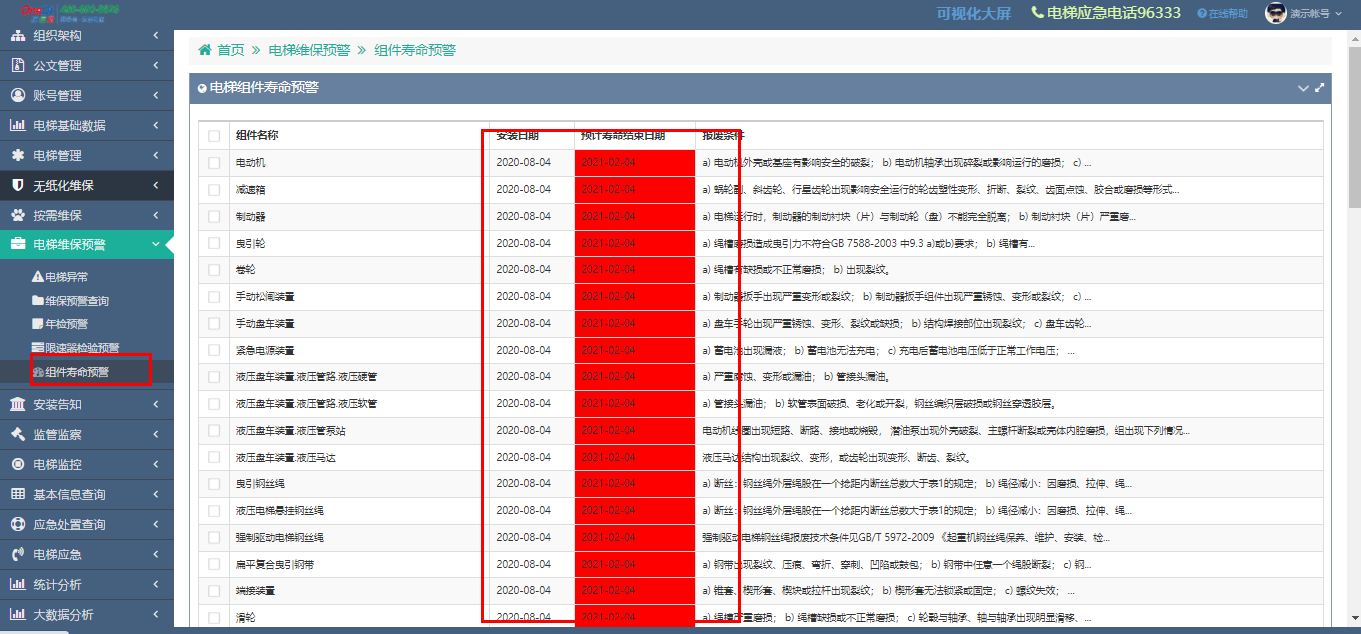 可视化大屏
电梯应急电话96333
在线帮助
演示帐号
组织架构
公文管理
账号管理
电梯基础数据
电梯管理
无纸化维保
按需维保
电梯维保预警
电梯异常
维保预警查询
年检预警
限速器检验预警
组件寿命预警
安装告知
监管监察
电梯监控
基本信息查询
应急处置查询
电梯应急
统计分析
大数据分析
首页 » 电梯维保预警 » 组件寿命预警
电梯组件寿命预警
组件名称 安装日期 预计寿命结束日期 报废条件
电动机 2020-08-04 2021-02-04 a) 电动机外壳或基座有影响安全的破裂； b) 电动机轴承出现碎裂或影响运行的磨损； c) ...
减速箱 2020-08-04 2021-02-04 a) 蜗轮副、斜齿轮、行星齿轮出现影响安全运行的轮齿塑性变形、折断、裂纹、齿面点蚀、胶合或磨损等形式...
制动器 2020-08-04 2021-02-04 a) 电梯运行时，制动器的制动衬块（片）与制动轮（盘）不能完全脱离； b) 制动衬块（片）严重磨...
曳引轮 2020-08-04 2021-02-04 a) 绳槽磨损造成曳引力不符合GB 7588-2003 中9.3 a)或b)要求； b) 绳槽有...
卷轮 2020-08-04 2021-02-04 a) 绳槽有缺损或不正常磨损； b) 出现裂纹。
手动松闸装置 2020-08-04 2021-02-04 a) 制动器扳手出现严重变形或裂纹； b) 制动器扳手组件出现严重锈蚀、变形或裂纹； c) ...
手动盘车装置 2020-08-04 2021-02-04 a) 盘车手轮出现严重锈蚀、变形、裂纹或缺损； b) 结构焊接部位出现裂纹； c) 盘车齿轮...
紧急电源装置 2020-08-04 2021-02-04 a) 蓄电池出现漏液； b) 蓄电池无法充电； c) 充电后蓄电池电压低于正常工作电压； ...
液压盘车装置.液压管路.液压硬管 2020-08-04 2021-02-04 a) 严重腐蚀、变形或漏油； b) 管接头漏油。
液压盘车装置.液压管路.液压软管 2020-08-04 2021-02-04 a) 管接头漏油； b) 软管表面破损、老化或开裂，钢丝编织层破损或钢丝穿透胶层。
液压盘车装置.液压管泵站 2020-08-04 2021-02-04 电动机线圈出现短路、断路、接地或烧毁， 潜油泵出现外壳破裂、主螺杆断裂或壳体内腔磨损，组出现下列情况...
液压盘车装置.液压马达 2020-08-04 2021-02-04 液压马达结构出现裂纹、变形，或齿轮出现变形、断齿、裂纹。
曳引钢丝绳 2020-08-04 2021-02-04 a) 断丝：钢丝绳外层绳股在一个捻距内断丝总数大于表1的规定； b) 绳径减小：因磨损、拉伸、绳...
液压电梯悬挂钢丝绳 2020-08-04 2021-02-04 a) 断丝：钢丝绳外层绳股在一个捻距内断丝总数大于表1的规定； b) 绳径减小：因磨损、拉伸、绳...
强制驱动电梯钢丝绳 2020-08-04 2021-02-04 强制驱动电梯钢丝绳报废技术条件见GB/T 5972-2009 《起重机钢丝绳保养、维护、安装、检...
扁平复合曳引钢带 2020-08-04 2021-02-04 a) 钢带出现裂纹、压痕、弯折、穿刺、凹陷或鼓包； b) 钢带中任意一个绳股断裂； c) 钢...
端接装置 2020-08-04 2021-02-04 a) 锥套、楔形套、楔块或拉杆出现裂纹； b) 楔形套无法锁紧或固定； c) 螺纹失效； ...
滑轮 2020-08-04 2021-02-04 a) 绳槽严重磨损； b) 绳槽缺损或不正常磨损； c) 轮毂与轴承、轴与轴承出现明显滑移、...